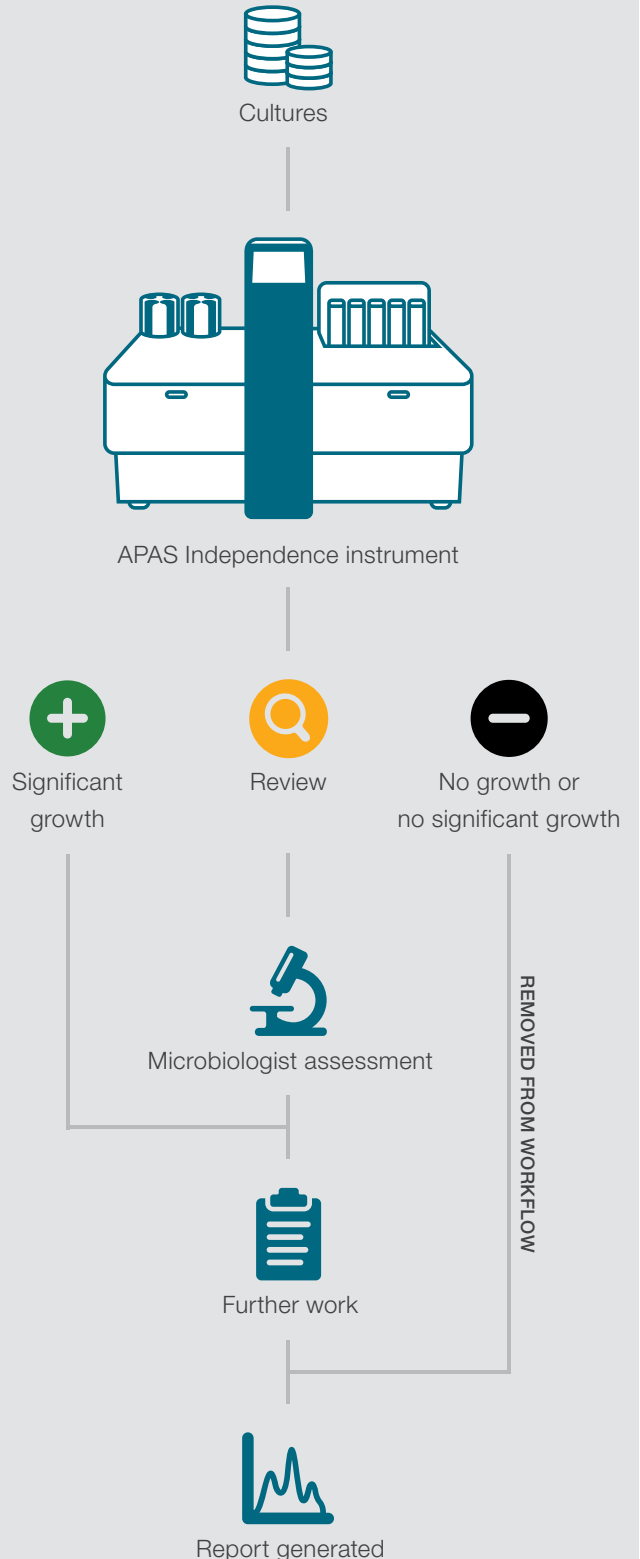 Cultures
APAS Independence instrument
Significant
growth
Review
No growth or
no significant growth
Microbiologist assessment
REMOVED FROM WORKFLOW
Further work
Report generated